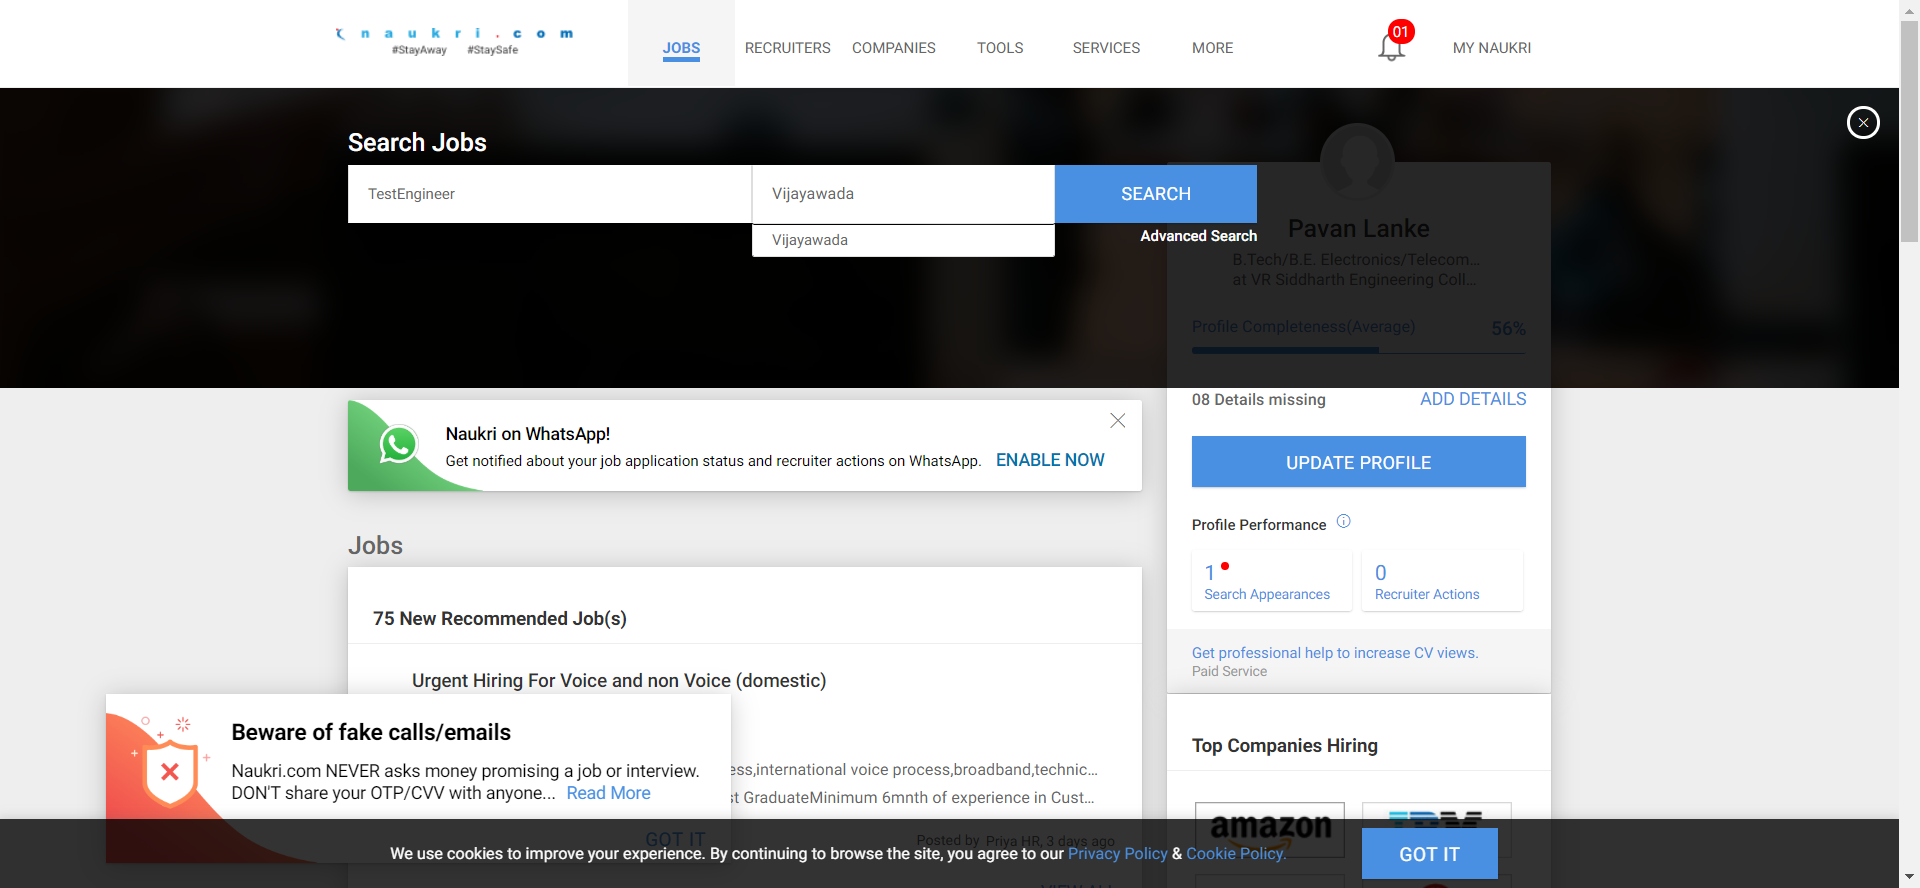 naukri.com
#StayAway #StaySafe
JOBS
RECRUITERS
COMPANIES
TOOLS
SERVICES
MORE
01
MY NAUKRI
Search Jobs
TestEngineer
Vijayawada
SEARCH
Vijayawada
Advanced Search
Pavan Lanke
B.Tech/B.E. Electronics/Telecom...
at VR Siddharth Engineering Coll...
Profile Completeness(Average) 56%
08 Details missing ADD DETAILS
UPDATE PROFILE
Profile Performance
1
Search Appearances
0
Recruiter Actions
Get professional help to increase CV views.
Paid Service
Top Companies Hiring
amazon
IBM
Naukri on WhatsApp!
Get notified about your job application status and recruiter actions on WhatsApp. ENABLE NOW
Jobs
75 New Recommended Job(s)
Urgent Hiring For Voice and non Voice (domestic)
ess,international voice process,broadband,technic...
st GraduateMinimum 6mnth of experience in Cust...
Posted by Priya HR, 3 days ago
Beware of fake calls/emails
Naukri.com NEVER asks money promising a job or interview.
DON'T share your OTP/CVV with anyone... Read More
GOT IT
We use cookies to improve your experience. By continuing to browse the site, you agree to our Privacy Policy & Cookie Policy.
GOT IT